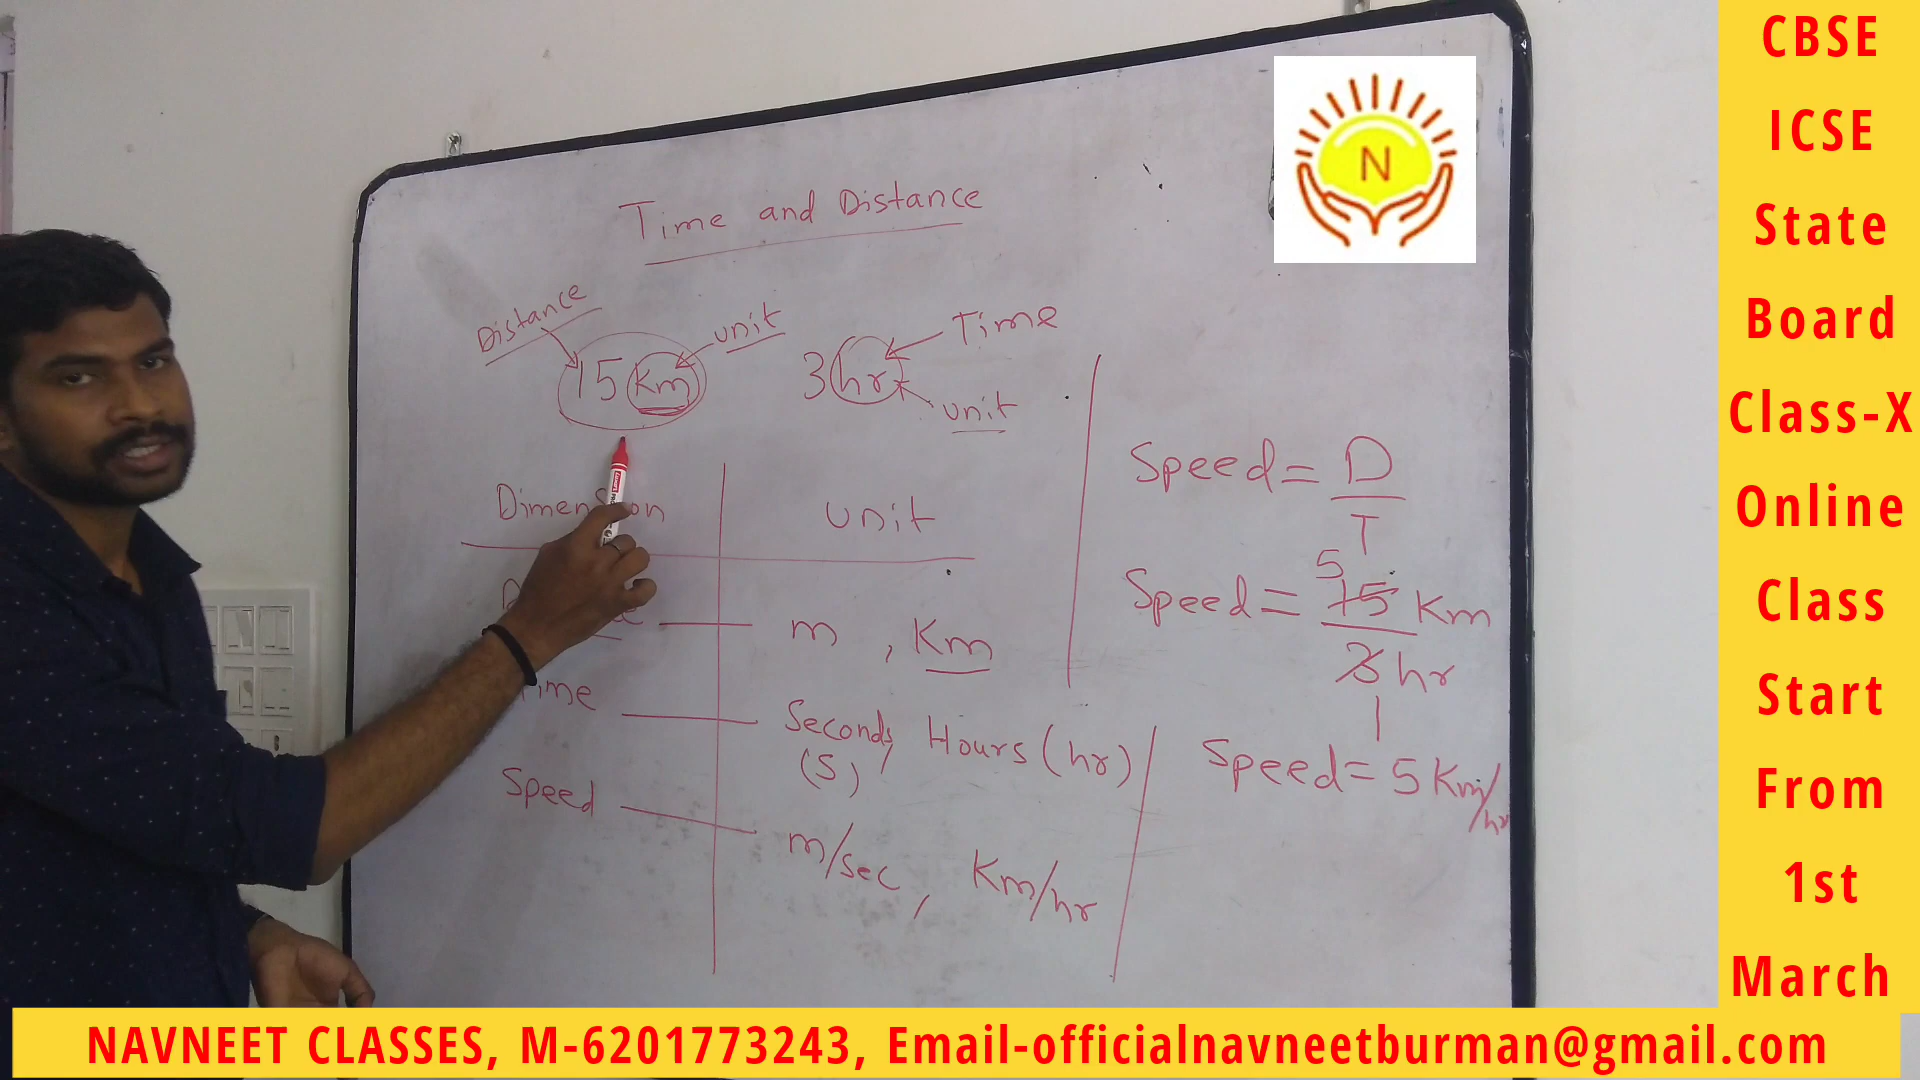 Time and Distance
Distance
unit
Time
15 Km
3 hr
unit
Dimension
unit
m , Km
Time
Seconds, Hours (hr)
(S)
Speed
m/sec , Km/hr
Speed = D
T
5
Speed = 15 Km
3 hr
1
Speed = 5 Km/hr
N
CBSE
ICSE
State
Board
Class-X
Online
Class
Start
From
1st
March
NAVNEET CLASSES, M-6201773243, Email-officialnavneetburman@gmail.com